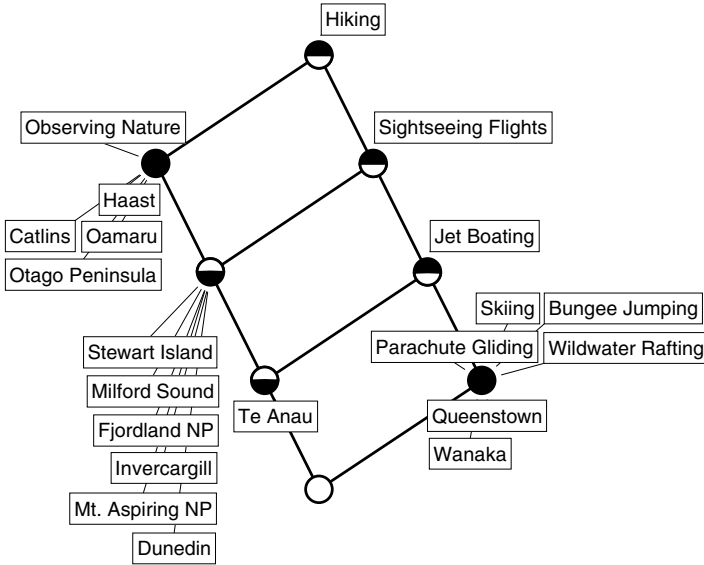 Hiking
Observing Nature
Sightseeing Flights
Haast
Catlins
Oamaru
Jet Boating
Otago Peninsula
Skiing
Bungee Jumping
Stewart Island
Parachute Gliding
Wildwater Rafting
Milford Sound
Te Anau
Queenstown
Fjordland NP
Wanaka
Invercargill
Mt. Aspiring NP
Dunedin